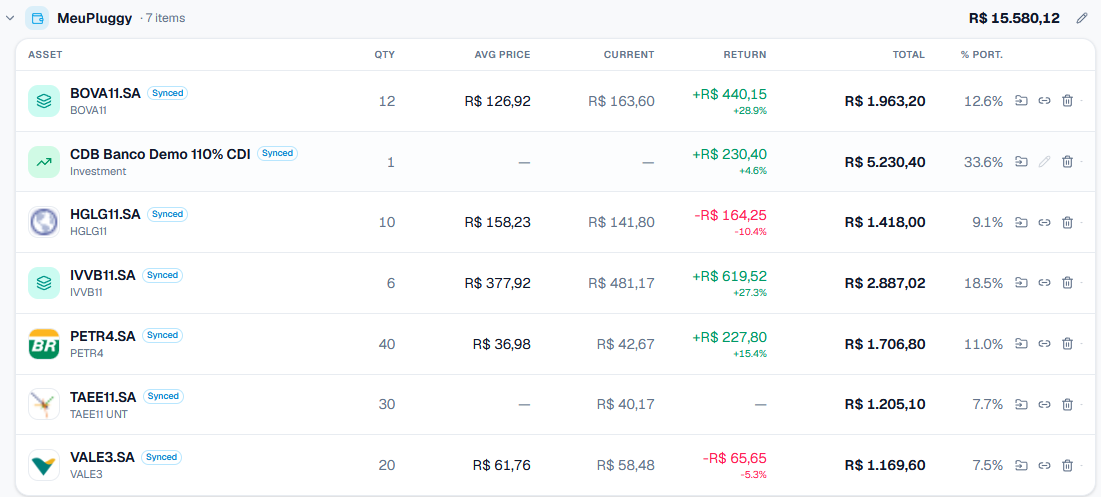 MeuPluggy · 7 items R$ 15.580,12
ASSET QTY AVG PRICE CURRENT RETURN TOTAL % PORT.
BOVA11.SA Synced 12 R$ 126,92 R$ 163,60 +R$ 440,15 R$ 1.963,20 12.6%
BOVA11 +28.9%
CDB Banco Demo 110% CDI Synced 1 — — +R$ 230,40 R$ 5.230,40 33.6%
Investment +4.6%
HGLG11.SA Synced 10 R$ 158,23 R$ 141,80 -R$ 164,25 R$ 1.418,00 9.1%
HGLG11 -10.4%
IVVB11.SA Synced 6 R$ 377,92 R$ 481,17 +R$ 619,52 R$ 2.887,02 18.5%
IVVB11 +27.3%
BR PETR4.SA Synced 40 R$ 36,98 R$ 42,67 +R$ 227,80 R$ 1.706,80 11.0%
PETR4 +15.4%
TAEE11.SA Synced 30 — R$ 40,17 — R$ 1.205,10 7.7%
TAEE11 UNT
VALE3.SA Synced 20 R$ 61,76 R$ 58,48 -R$ 65,65 R$ 1.169,60 7.5%
VALE3 -5.3%